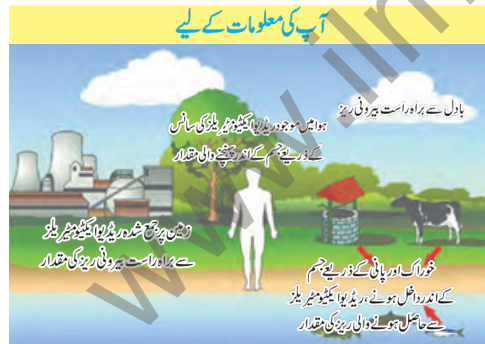 آپ کی معلومات کے لیے
بادل سے براہ راست بیرونی ریز
ہوا میں موجود ریڈیو ایکٹیو میٹریلز کی سانس
کے ذریعے جسم کے اندر پہنچنے والی مقدار
زمین پر جمع شدہ ریڈیو ایکٹیو میٹریلز
سے براہ راست بیرونی ریز کی مقدار
خوراک اور پانی کے ذریعے جسم
کے اندر داخل ہونے، ریڈیو ایکٹیو میٹریلز
سے حاصل ہونے والی ریز کی مقدار